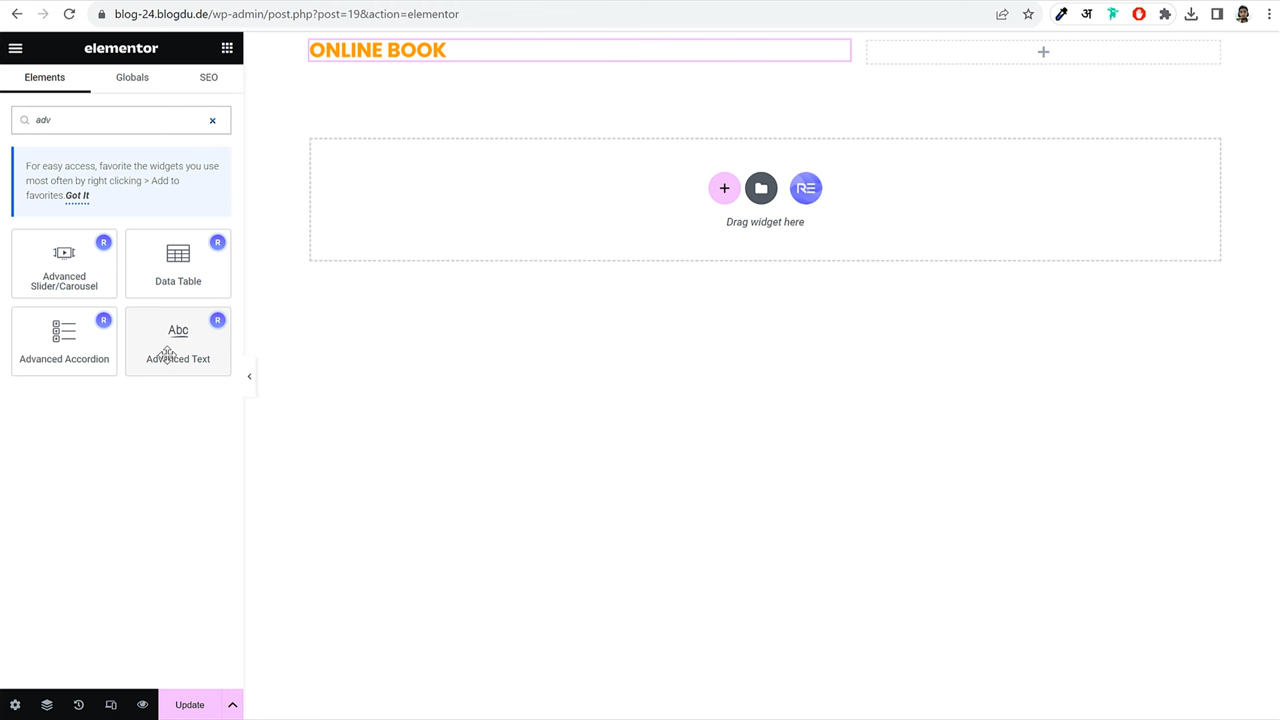 blog-24.blogdu.de/wp-admin/post.php?post=19&action=elementor
अ
elementor
Elements
Globals
SEO
adv
For easy access, favorite the widgets you use
most often by right clicking > Add to
favorites.Got It
R
R
Advanced
Slider/Carousel
Data Table
R
R
Abc
Advanced Accordion
Advanced Text
Update
ONLINE BOOK
RE
Drag widget here